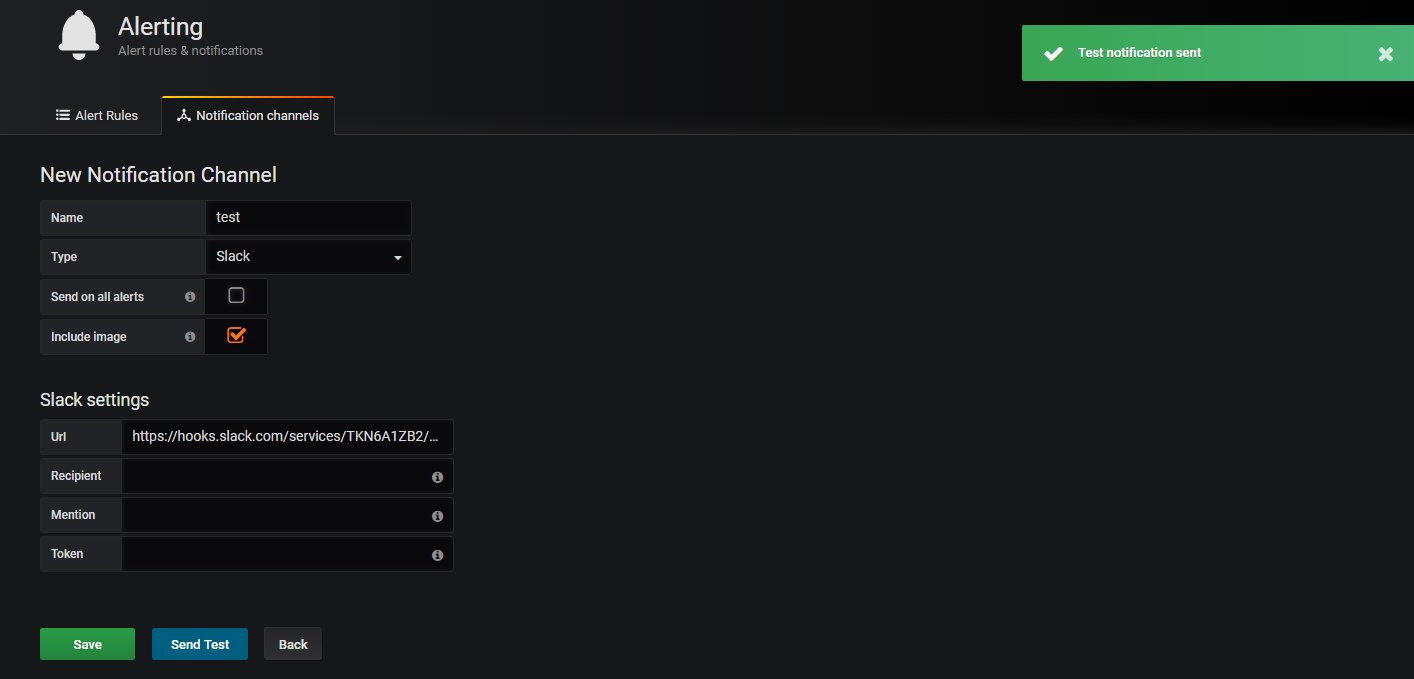 Alerting
Alert rules & notifications
Test notification sent
Alert Rules
Notification channels
New Notification Channel
Name
test
Type
Slack
Send on all alerts
Include image
Slack settings
Url
https://hooks.slack.com/services/TKN6A1ZB2/...
Recipient
Mention
Token
Save
Send Test
Back